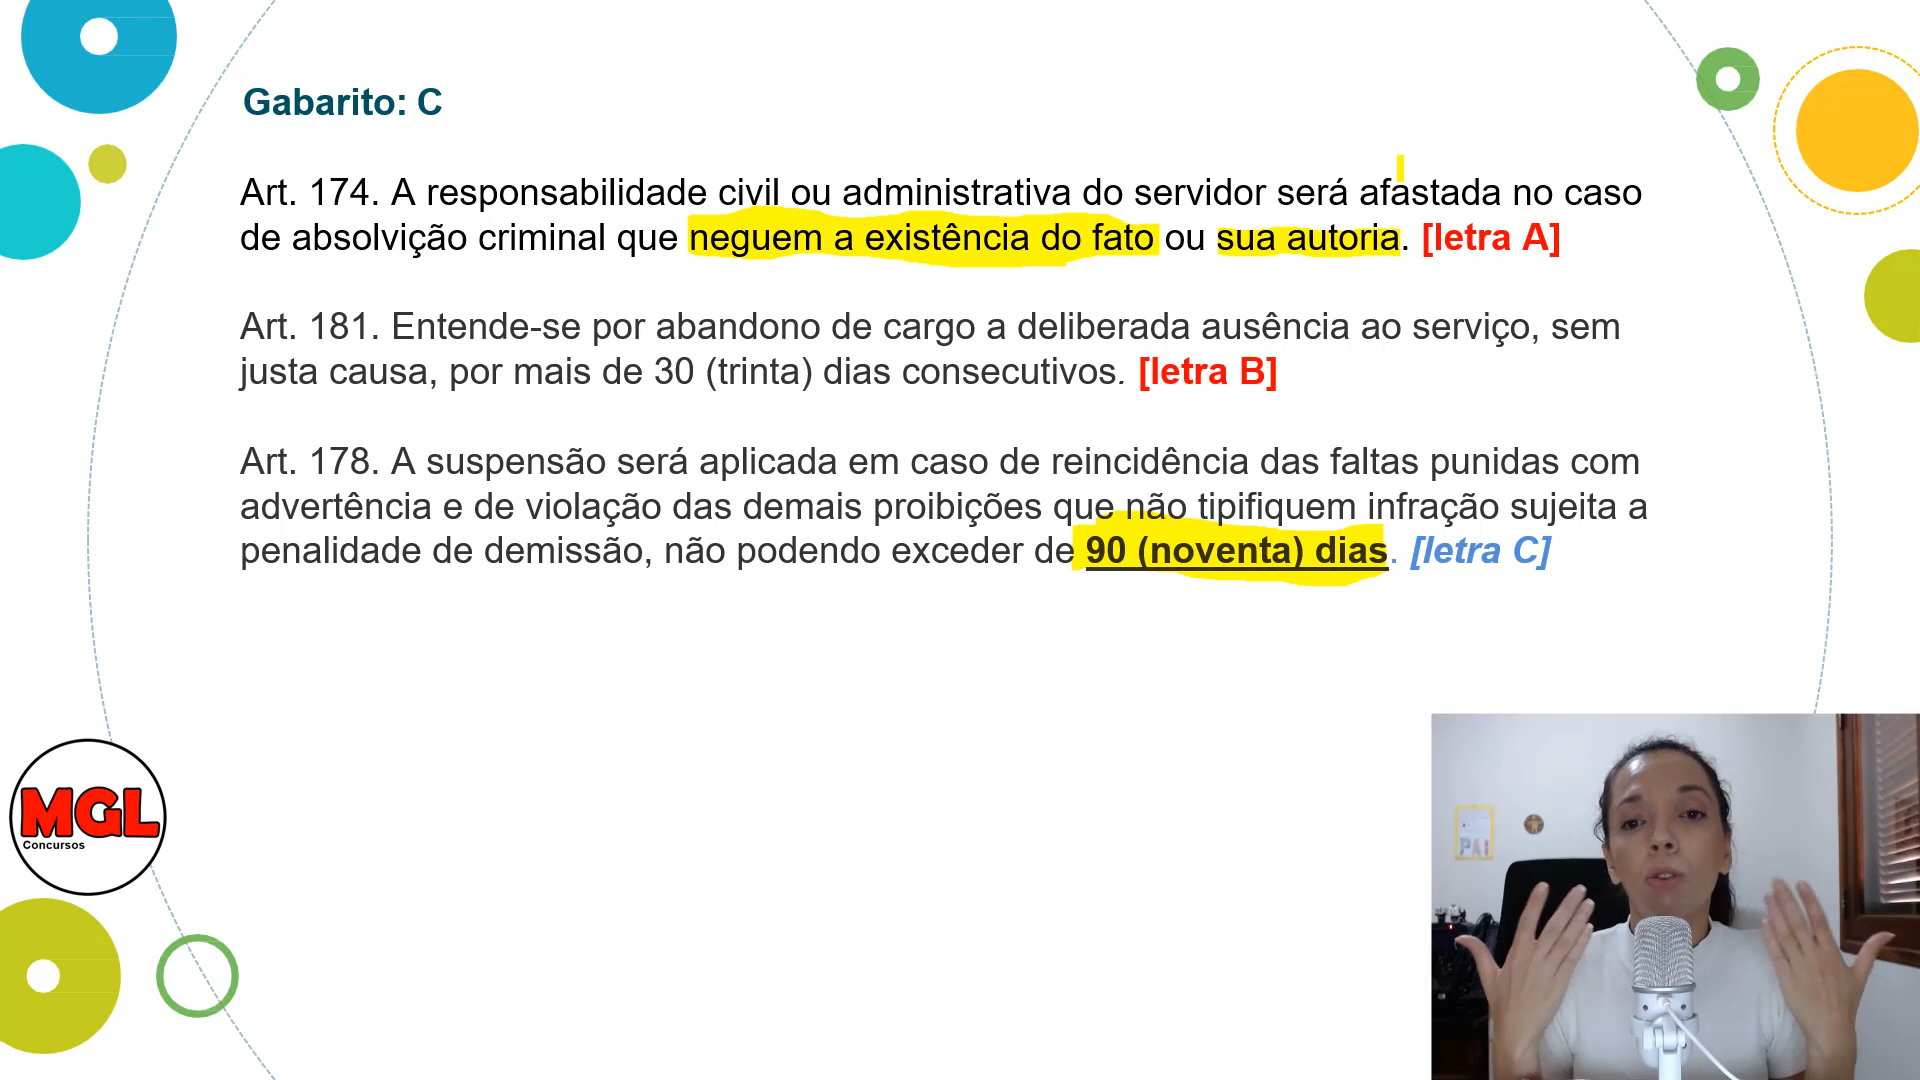 Gabarito: C
Art. 174. A responsabilidade civil ou administrativa do servidor será afastada no caso
de absolvição criminal que neguem a existência do fato ou sua autoria. [letra A]
Art. 181. Entende-se por abandono de cargo a deliberada ausência ao serviço, sem
justa causa, por mais de 30 (trinta) dias consecutivos. [letra B]
Art. 178. A suspensão será aplicada em caso de reincidência das faltas punidas com
advertência e de violação das demais proibições que não tipifiquem infração sujeita a
penalidade de demissão, não podendo exceder de 90 (noventa) dias. [letra C]
MGL
Concursos
PAI